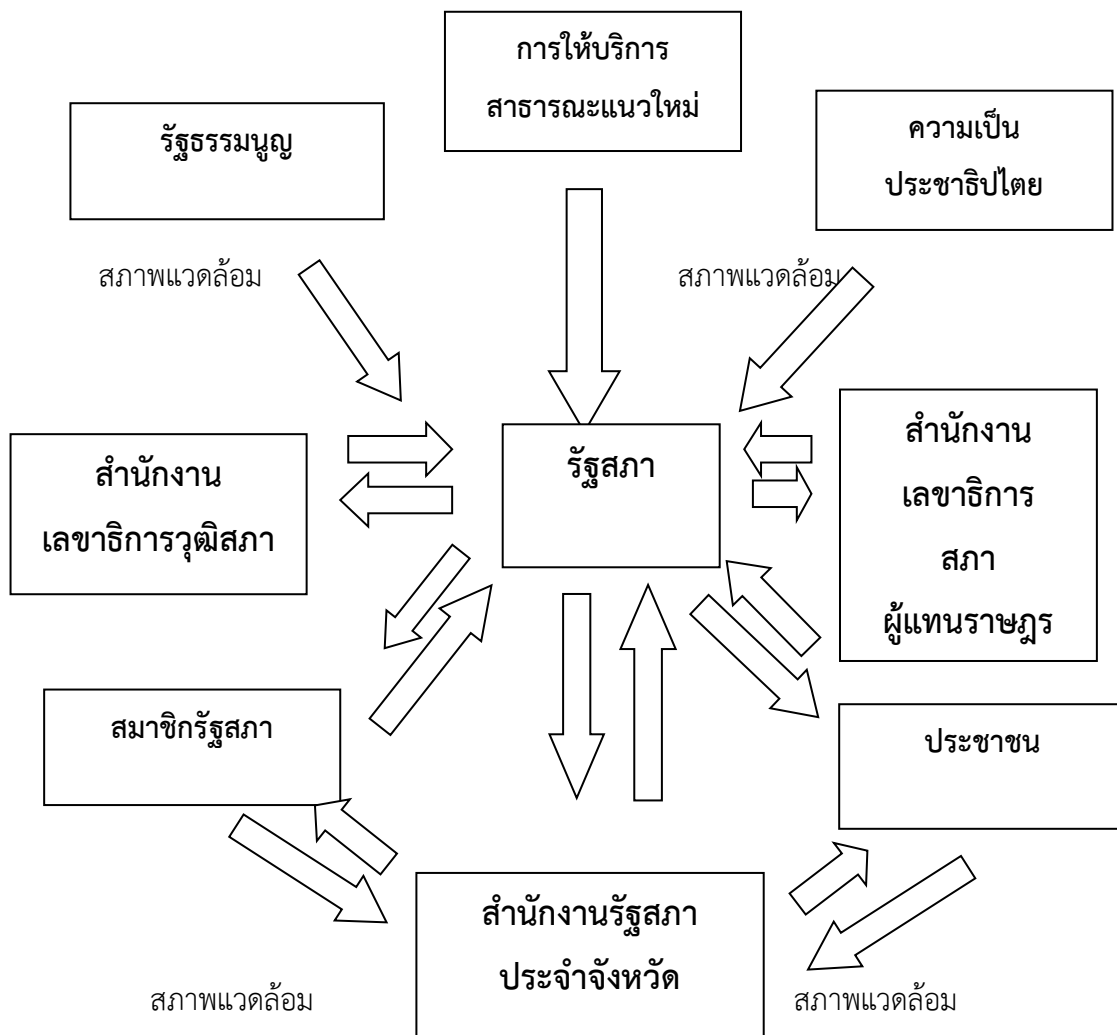 การให้บริการ
สาธารณะแนวใหม่
รัฐธรรมนูญ
ความเป็น
ประชาธิปไตย
สภาพแวดล้อม
สภาพแวดล้อม
สำนักงาน
เลขาธิการวุฒิสภา
รัฐสภา
สำนักงาน
เลขาธิการ
สภา
ผู้แทนราษฎร
สมาชิกรัฐสภา
ประชาชน
สำนักงานรัฐสภา
ประจำจังหวัด
สภาพแวดล้อม
สภาพแวดล้อม